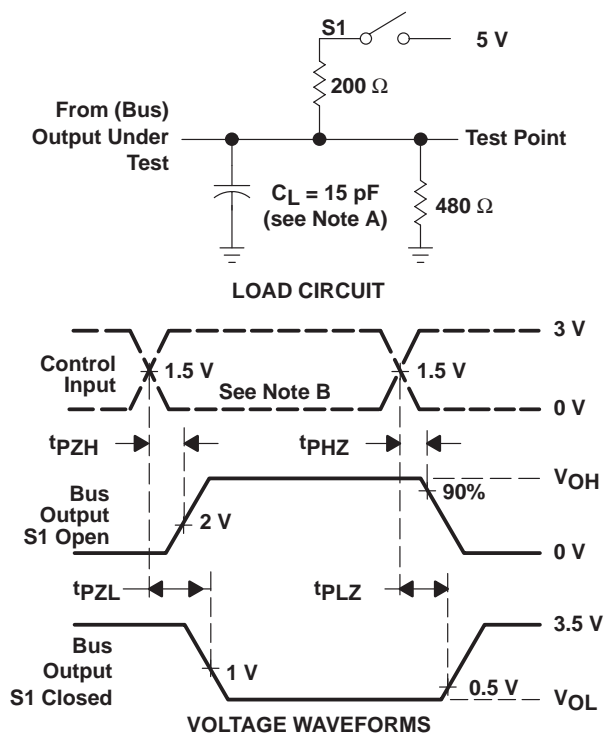 S1
5 V
200 Ω
From (Bus)
Output Under
Test
Test Point
C_L = 15 pF
(see Note A)
480 Ω
LOAD CIRCUIT
3 V
Control
Input
1.5 V
1.5 V
See Note B
0 V
tPZH
tPHZ
VOH
90%
Bus
Output
S1 Open
2 V
0 V
tPZL
tPLZ
3.5 V
Bus
Output
S1 Closed
1 V
0.5 V
VOL
VOLTAGE WAVEFORMS